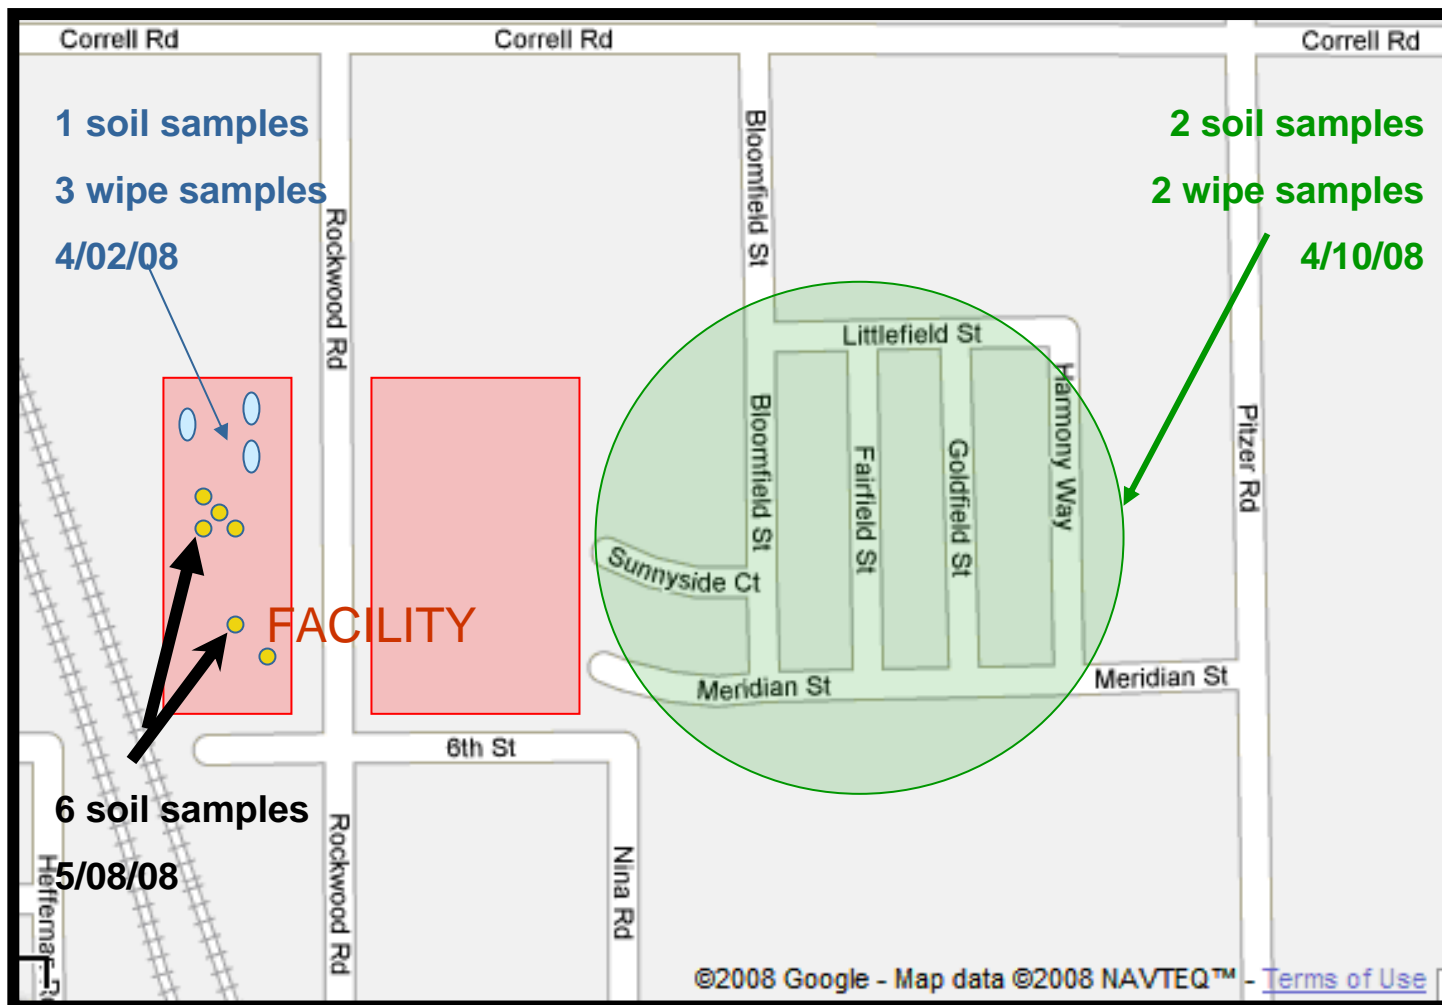 Correll Rd
Correll Rd
Correll Rd
1 soil samples
3 wipe samples
4/02/08
2 soil samples
2 wipe samples
4/10/08
Bloomfield St
Rockwood Rd
Littlefield St
Harmony Way
Bloomfield St
Fairfield St
Goldfield St
Pitzer Rd
Sunnyside Ct
FACILITY
Meridian St
Meridian St
6th St
6 soil samples
5/08/08
Rockwood Rd
Nina Rd
Heffernan Rd
©2008 Google - Map data ©2008 NAVTEQ™ - Terms of Use